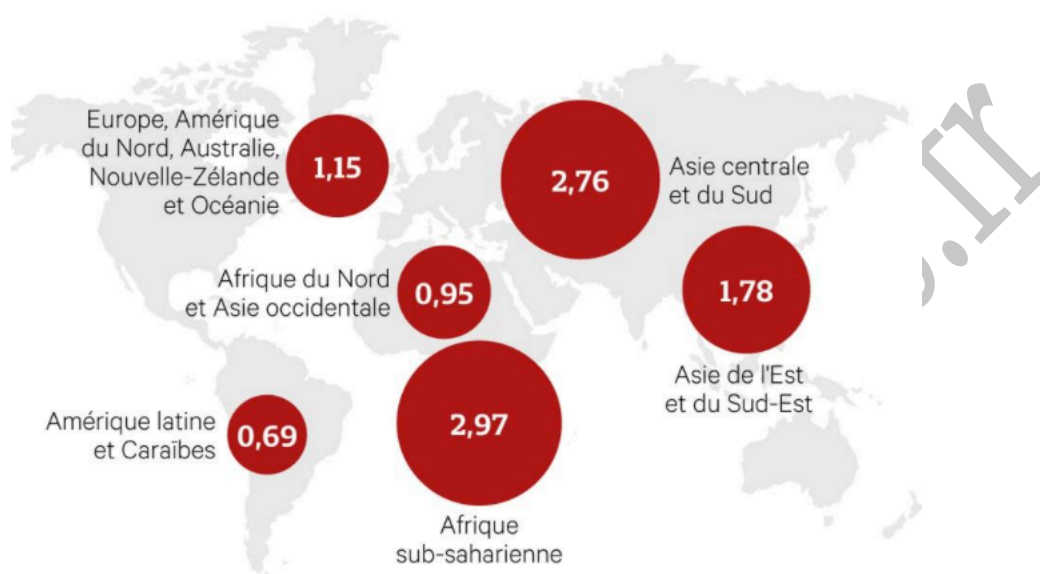 Europe, Amérique
du Nord, Australie,
Nouvelle-Zélande
et Océanie
1,15
2,76
Asie centrale
et du Sud
Afrique du Nord
et Asie occidentale
0,95
1,78
Asie de l'Est
et du Sud-Est
Amérique latine
et Caraïbes
0,69
2,97
Afrique
sub-saharienne